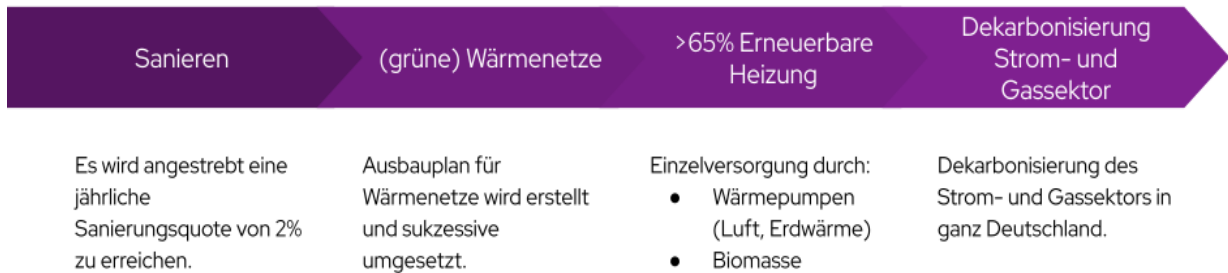 Sanieren
(grüne) Wärmenetze
>65% Erneuerbare
Heizung
Dekarbonisierung
Strom- und
Gassektor
Es wird angestrebt eine
jährliche
Sanierungsquote von 2%
zu erreichen.
Ausbauplan für
Wärmenetze wird erstellt
und sukzessive
umgesetzt.
Einzelversorgung durch:
● Wärmepumpen
(Luft, Erdwärme)
● Biomasse
Dekarbonisierung des
Strom- und Gassektors in
ganz Deutschland.